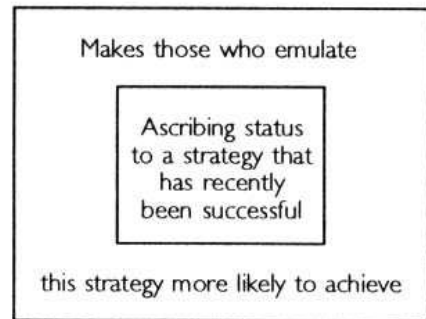 Makes those who emulate
Ascribing status
to a strategy that
has recently
been successful
this strategy more likely to achieve